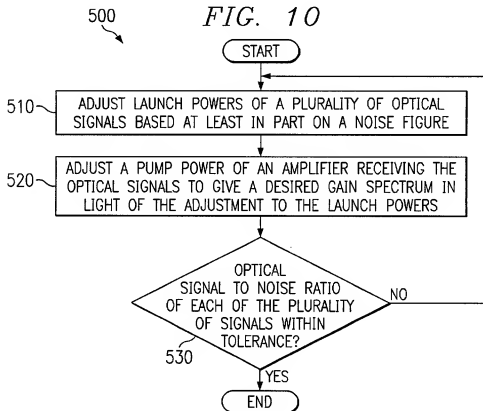 500
FIG. 10
START
510
ADJUST LAUNCH POWERS OF A PLURALITY OF OPTICAL
SIGNALS BASED AT LEAST IN PART ON A NOISE FIGURE
520
ADJUST A PUMP POWER OF AN AMPLIFIER RECEIVING THE
OPTICAL SIGNALS TO GIVE A DESIRED GAIN SPECTRUM IN
LIGHT OF THE ADJUSTMENT TO THE LAUNCH POWERS
OPTICAL
SIGNAL TO NOISE RATIO
OF EACH OF THE PLURALITY
OF SIGNALS WITHIN
TOLERANCE?
NO
530
YES
END